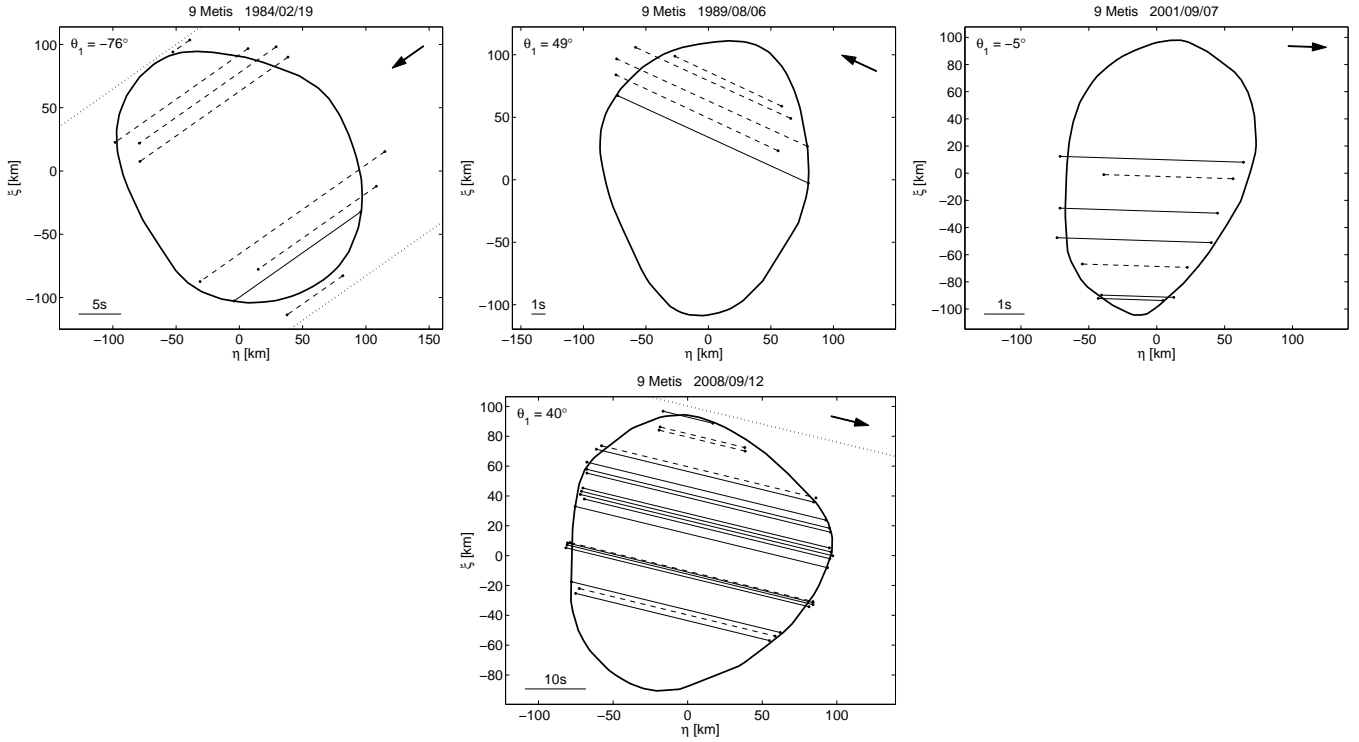 9 Metis 1984/02/19
θ1 = −76°
ξ [km]
100
50
0
−50
−100
5s
−100 −50 0 50 100 150
η [km]
9 Metis 1989/08/06
θ1 = 49°
ξ [km]
100
50
0
−50
−100
1s
−150 −100 −50 0 50 100
η [km]
9 Metis 2001/09/07
θ1 = −5°
ξ [km]
100
80
60
40
20
0
−20
−40
−60
−80
−100
1s
−100 −50 0 50 100
η [km]
9 Metis 2008/09/12
θ1 = 40°
ξ [km]
100
80
60
40
20
0
−20
−40
−60
−80
10s
−100 −50 0 50 100
η [km]